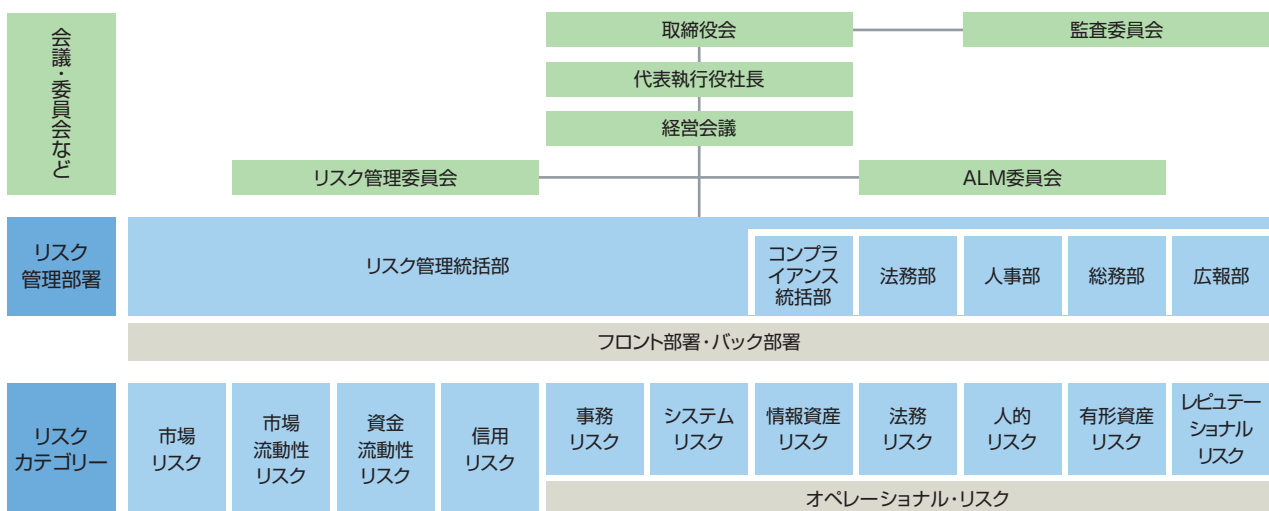 会議・委員会など
取締役会
監査委員会
代表執行役社長
経営会議
リスク管理委員会
ALM委員会
リスク
管理部署
リスク管理統括部
コンプラ
イアンス
統括部
法務部
人事部
総務部
広報部
フロント部署・バック部署
リスク
カテゴリー
市場
リスク
市場
流動性
リスク
資金
流動性
リスク
信用
リスク
事務
リスク
システム
リスク
情報資産
リスク
法務
リスク
人的
リスク
有形資産
リスク
レピュテー
ショナル
リスク
オペレーショナル・リスク